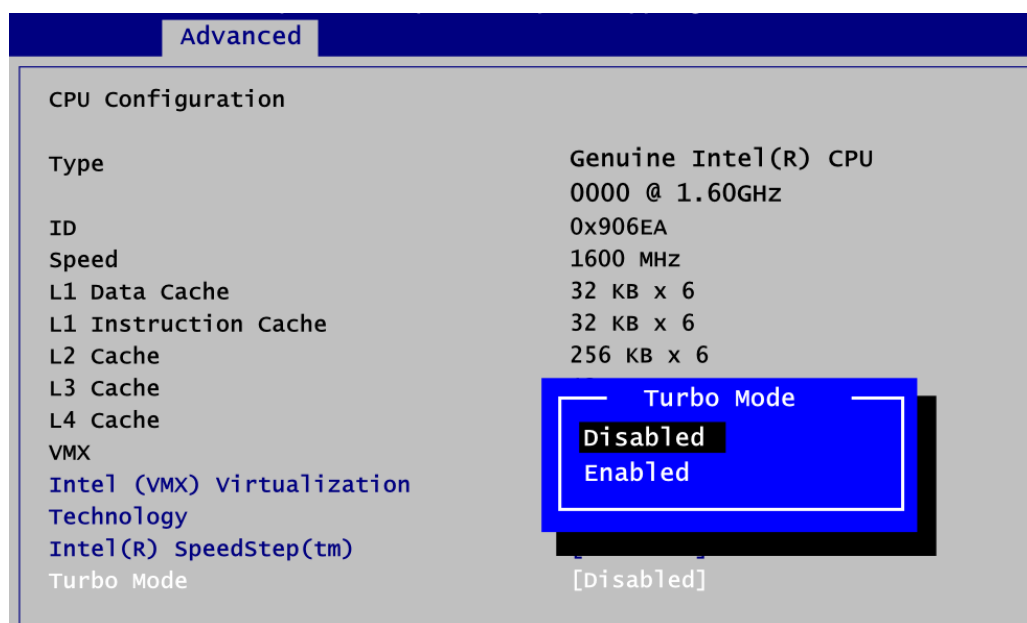 Advanced
CPU Configuration
Type Genuine Intel(R) CPU
0000 @ 1.60GHz
ID 0x906EA
Speed 1600 MHz
L1 Data Cache 32 KB x 6
L1 Instruction Cache 32 KB x 6
L2 Cache 256 KB x 6
L3 Cache
L4 Cache
VMX
Intel (VMX) Virtualization
Technology
Intel(R) SpeedStep(tm)
Turbo Mode [Disabled]
Turbo Mode
Disabled
Enabled